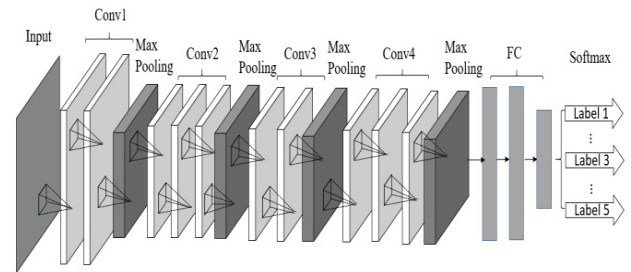 Input
Conv1
Max
Pooling
Conv2
Max
Pooling
Conv3
Max
Pooling
Conv4
Max
Pooling
FC
Softmax
Label 1
⋮
Label 3
⋮
Label 5